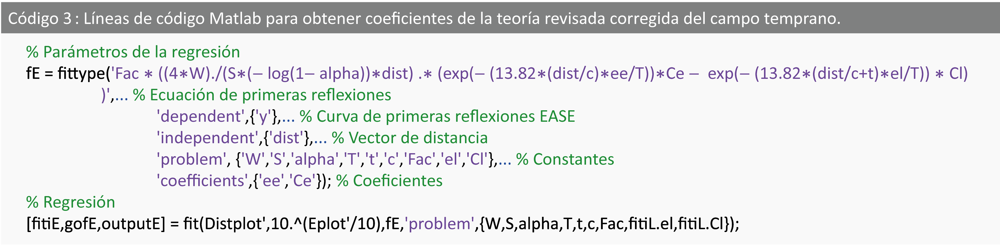 Código 3 : Líneas de código Matlab para obtener coeficientes de la teoría revisada corregida del campo temprano.
% Parámetros de la regresión
fE = fittype('Fac ∗ ((4∗W)./(S∗(− log(1− alpha))∗dist) .∗ (exp(− (13.82∗(dist/c)∗ee/T))∗Ce −  exp(− (13.82∗(dist/c+t)∗el/T)) ∗ Cl)
)',... % Ecuación de primeras reflexiones
'dependent',{'y'},... % Curva de primeras reflexiones EASE
'independent',{'dist'},... % Vector de distancia
'problem', {'W','S','alpha','T','t','c','Fac','el','Cl'},... % Constantes
'coefficients',{'ee','Ce'}); % Coeficientes
% Regresión
[fitiE,gofE,outputE] = fit(Distplot',10.^(Eplot'/10),fE,'problem',{W,S,alpha,T,t,c,Fac,fitiL.el,fitiL.Cl});